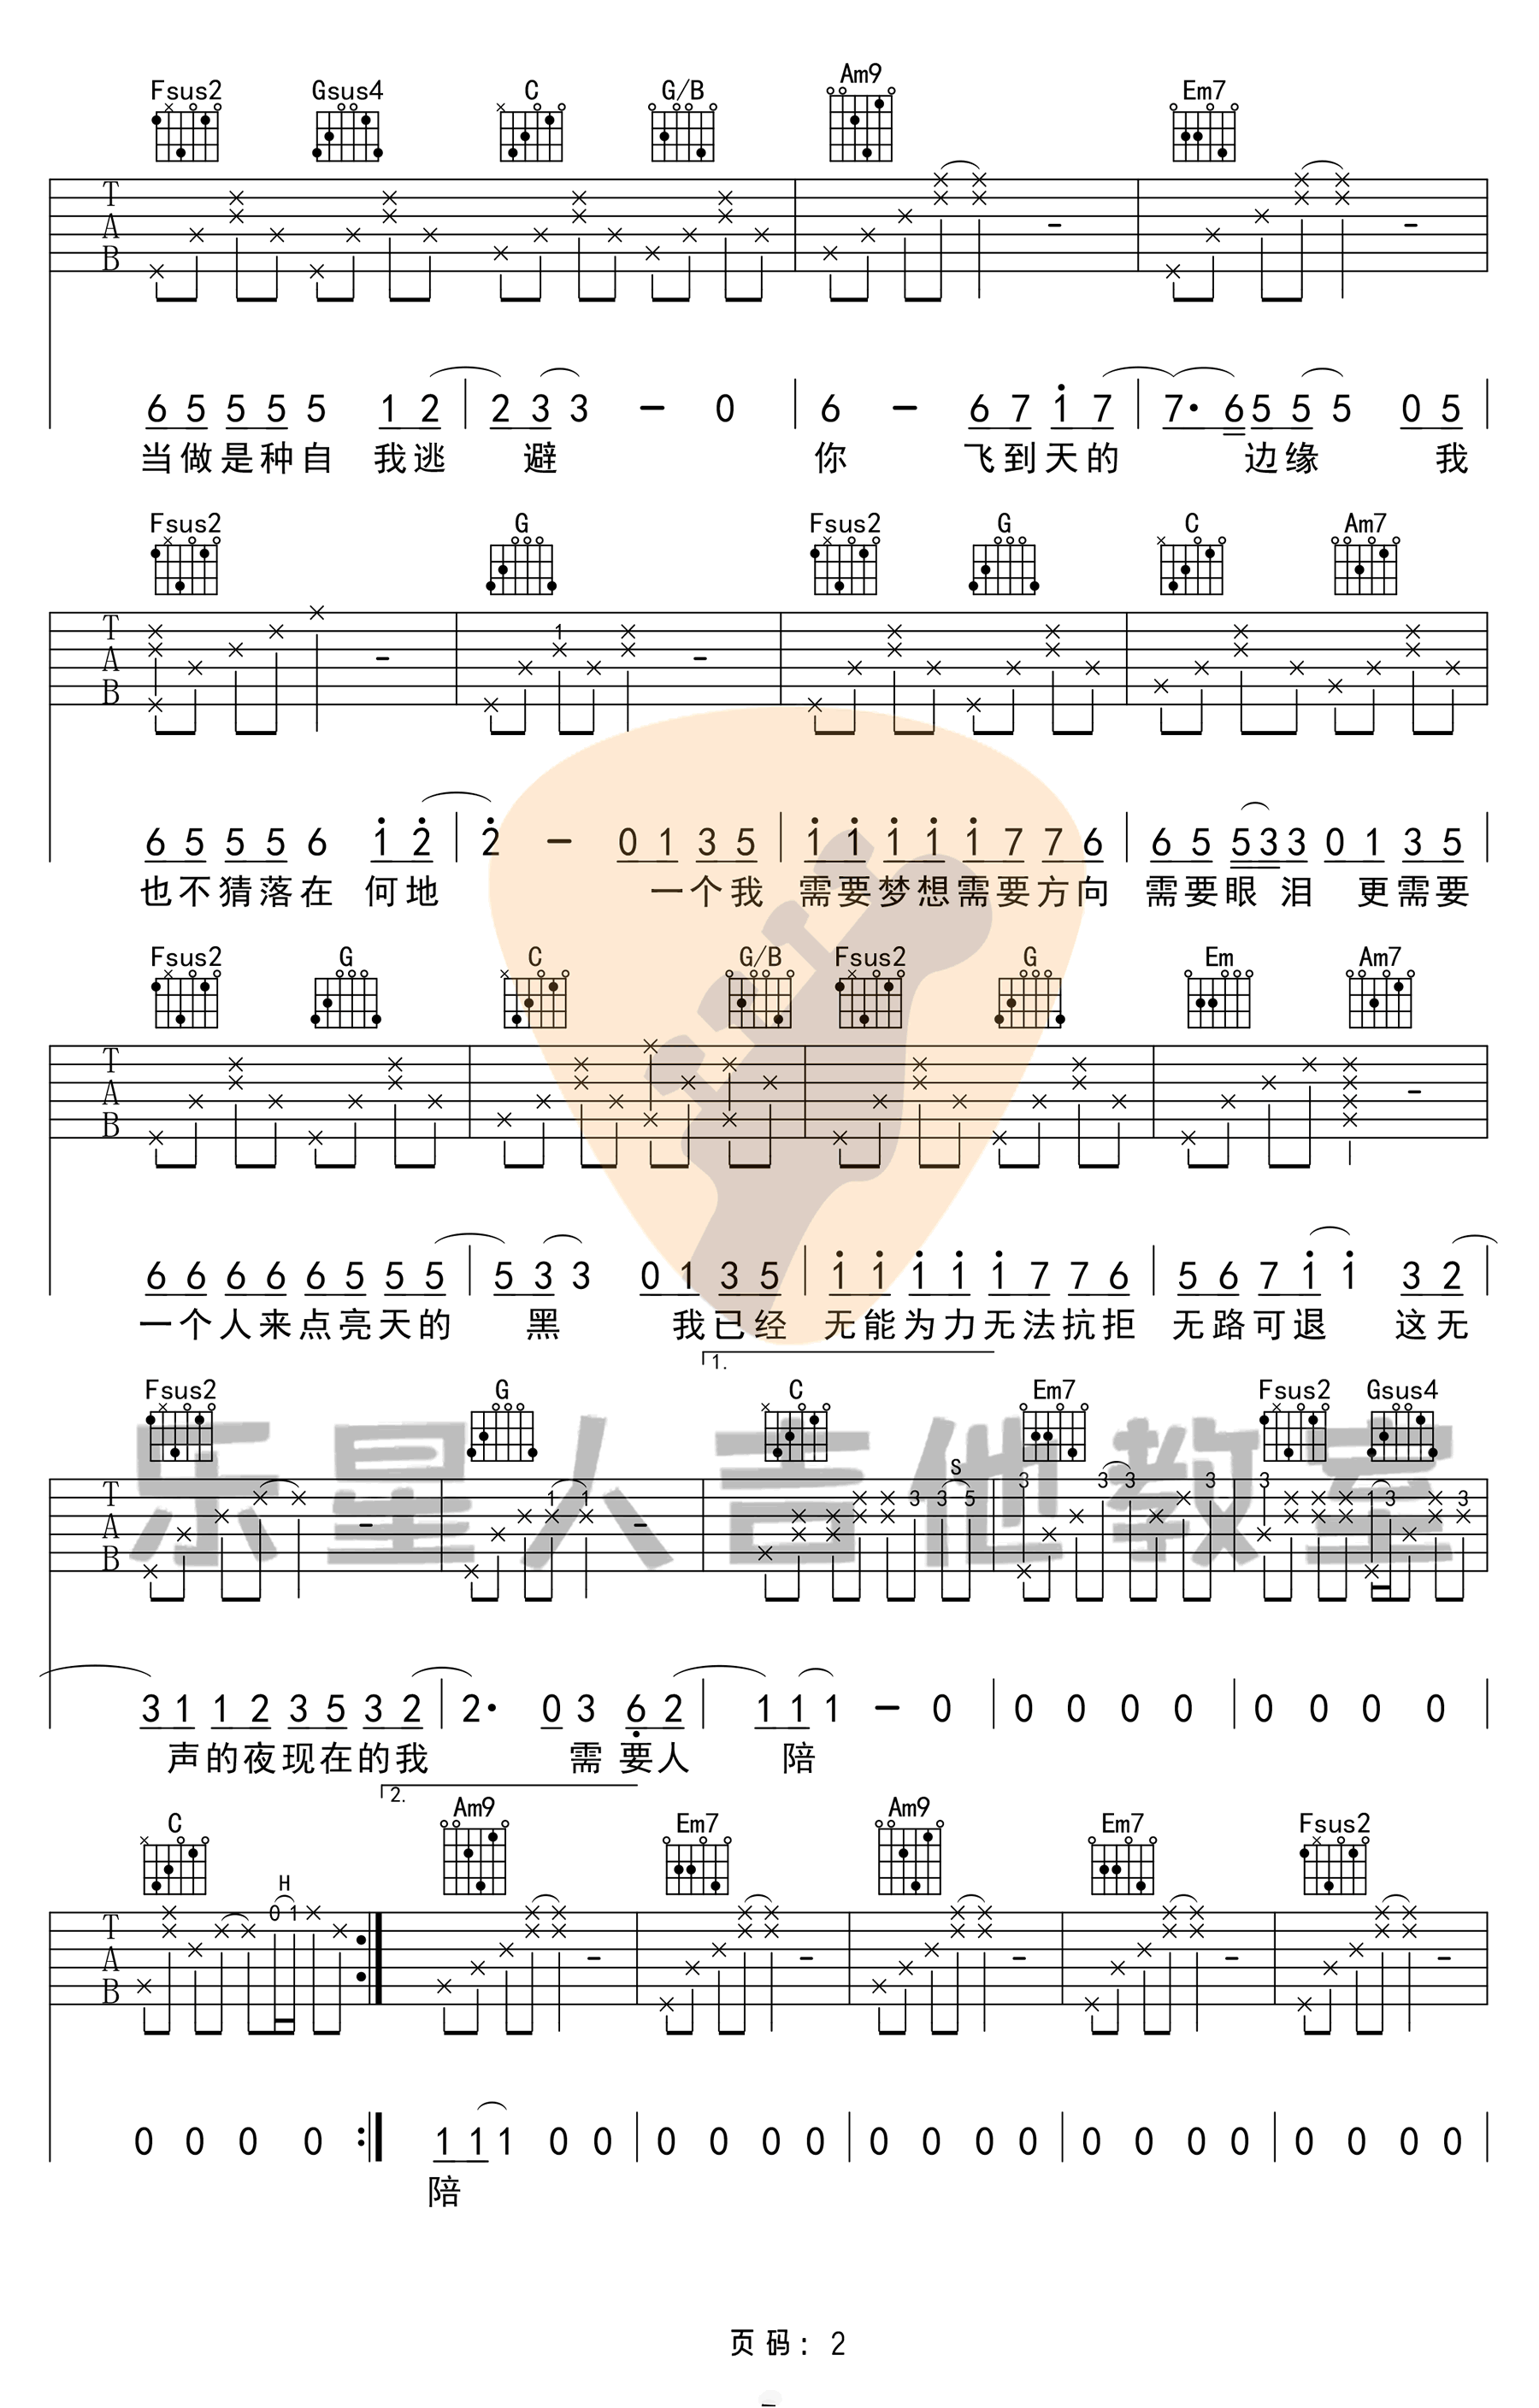 Fsus2 Gsus4 C G/B Am9 Em7
T A B
6 5 5 5 5 1 2 2 3 3 – 0 6 – 6 7 1 7 7· 6 5 5 5 0 5
当做是种自 我逃 避 你 飞到天的 边缘 我
Fsus2 G Fsus2 G C Am7
T A B
1
6 5 5 5 6 1 2 2 – 0 1 3 5 1 1 1 1 1 7 7 6 6 5 5 3 3 0 1 3 5
也不猜落在 何地 一个我 需要梦想需要方向 需要眼 泪 更需要
Fsus2 G C G/B Fsus2 G Em Am7
T A B
6 6 6 6 6 5 5 5 5 3 3 0 1 3 5 1 1 1 1 1 7 7 6 5 6 7 1 1 3 2
一个人来点亮天的 黑 我已经 无能为力无法抗拒 无路可退 这无
1.
Fsus2 G C Em7 Fsus2 Gsus4
乐星人吉他教室
T A B
1 1 3 3 S 5 3 3 3 3 3 1 3 3
3 1 1 2 3 5 3 2 2· 0 3 6 2 1 1 1 – 0 0 0 0 0 0 0 0 0
声的夜现在的我 需 要人 陪
2.
C Am9 Em7 Am9 Em7 Fsus2
H
T A B
0 1
0 0 0 0 1 1 1 0 0 0 0 0 0 0 0 0 0 0 0 0 0 0 0 0 0
陪
页码: 2